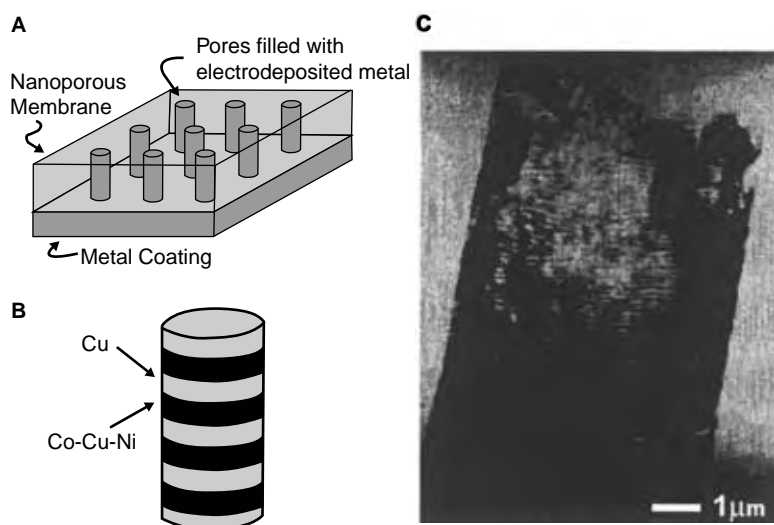 A
Pores filled with
electrodeposited metal
Nanoporous
Membrane
Metal Coating
B
Cu
Co-Cu-Ni
C
1μm